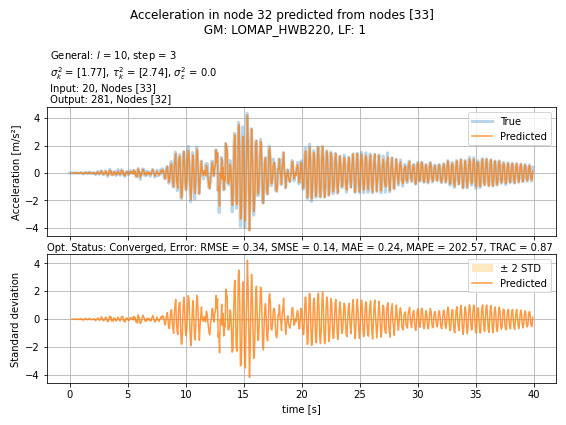 Acceleration in node 32 predicted from nodes [33]
GM: LOMAP_HWB220, LF: 1
General: l = 10, step = 3
σ²ₖ = [1.77], τ²ₖ = [2.74], σ²ε = 0.0
Input: 20, Nodes [33]
Output: 281, Nodes [32]
Acceleration [m/s²]
4
2
0
−2
−4
True
Predicted
Opt. Status: Converged, Error: RMSE = 0.34, SMSE = 0.14, MAE = 0.24, MAPE = 202.57, TRAC = 0.87
Standard deviation
4
2
0
−2
−4
± 2 STD
Predicted
0 5 10 15 20 25 30 35 40
time [s]